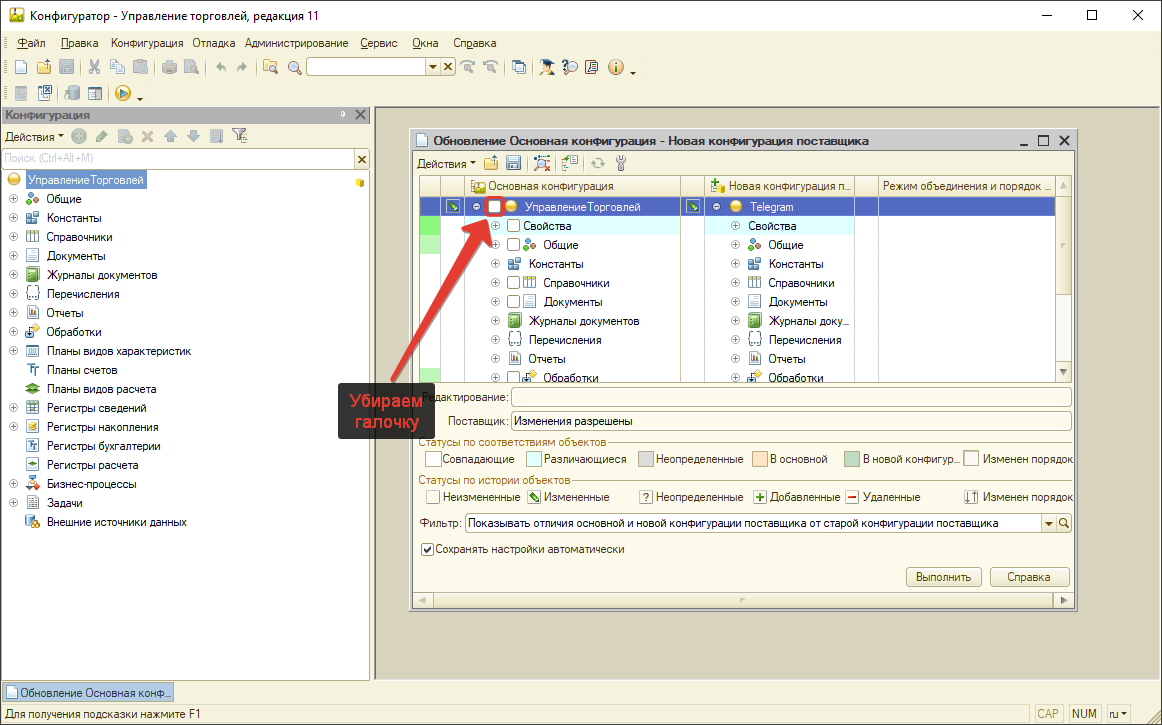 Конфигуратор - Управление торговлей, редакция 11
Файл Правка Конфигурация Отладка Администрирование Сервис Окна Справка
Конфигурация
Действия
Поиск (Ctrl+Alt+M)
УправлениеТорговлей
Общие
Константы
Справочники
Документы
Журналы документов
Перечисления
Отчеты
Обработки
Планы видов характеристик
Планы счетов
Планы видов расчета
Регистры сведений
Регистры накопления
Регистры бухгалтерии
Регистры расчета
Бизнес-процессы
Задачи
Внешние источники данных
Обновление Основная конфигурация - Новая конфигурация поставщика
Действия
Основная конфигурация Новая конфигурация п... Режим объединения и порядок ...
УправлениеТорговлей Telegram
Свойства Свойства
Общие Общие
Константы Константы
Справочники Справочники
Документы Документы
Журналы документов Журналы доку...
Перечисления Перечисления
Отчеты Отчеты
Обработки Обработки
Убираем
галочку
Редактирование:
Поставщик: Изменения разрешены
Статусы по соответствиям объектов
Совпадающие Различающиеся Неопределенные В основной В новой конфигур... Изменен порядок
Статусы по истории объектов
Неизмененные Измененные ? Неопределенные Добавленные Удаленные Изменен порядок
Фильтр: Показывать отличия основной и новой конфигурации поставщика от старой конфигурации поставщика
Сохранять настройки автоматически
Выполнить Справка
Обновление Основная конф...
Для получения подсказки нажмите F1 CAP NUM ru